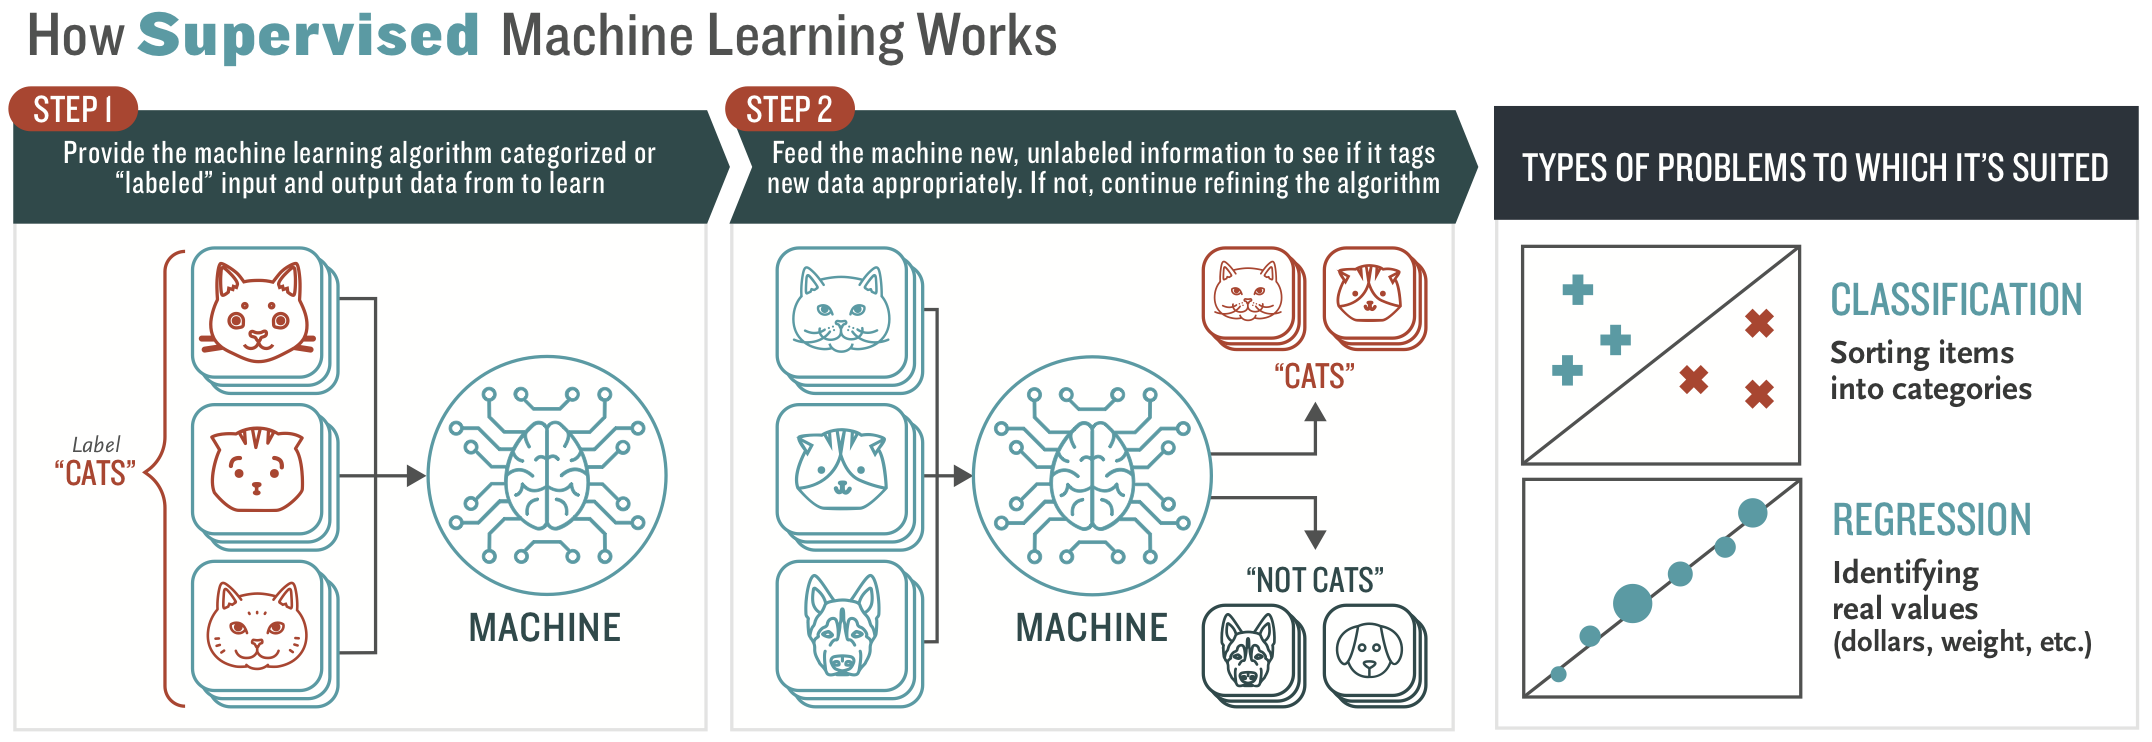 How Supervised Machine Learning Works
STEP 1
Provide the machine learning algorithm categorized or
“labeled” input and output data from to learn
Label
“CATS”
MACHINE
STEP 2
Feed the machine new, unlabeled information to see if it tags
new data appropriately. If not, continue refining the algorithm
MACHINE
“CATS”
“NOT CATS”
TYPES OF PROBLEMS TO WHICH IT’S SUITED
CLASSIFICATION
Sorting items
into categories
REGRESSION
Identifying
real values
(dollars, weight, etc.)